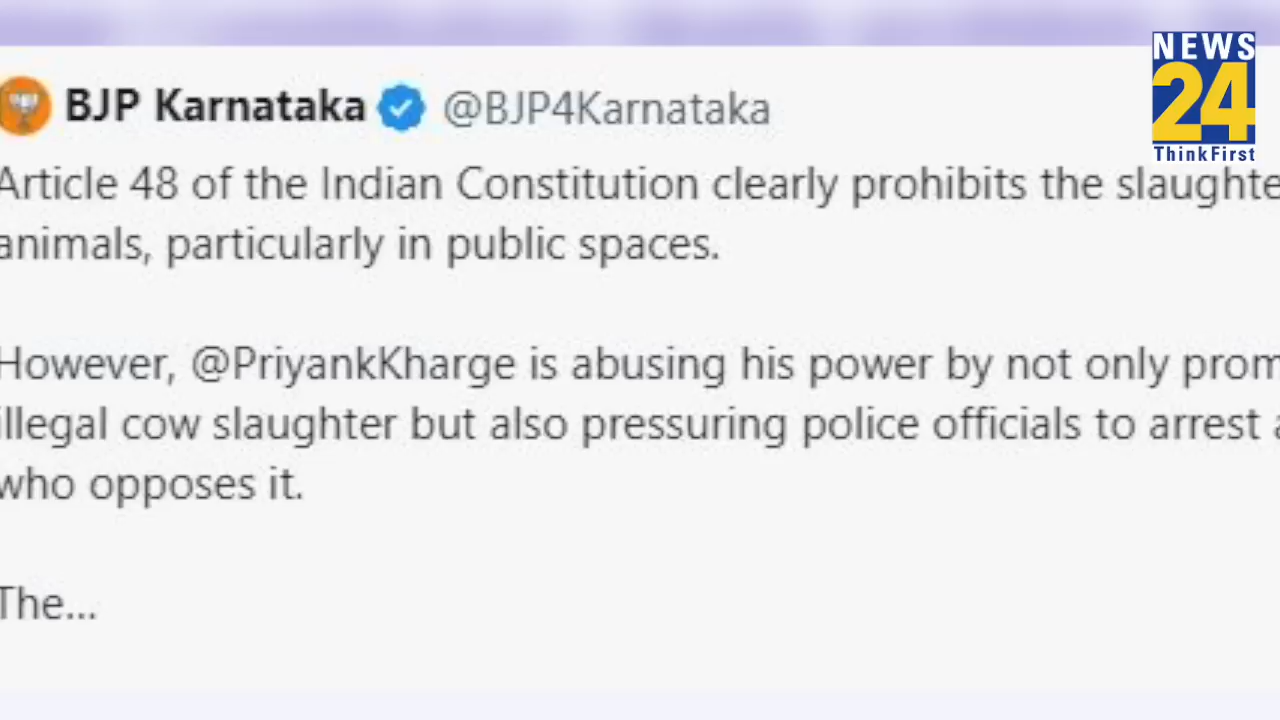 BJP Karnataka @BJP4Karnataka
NEWS
24
ThinkFirst
Article 48 of the Indian Constitution clearly prohibits the slaughte
animals, particularly in public spaces.
However, @PriyankKharge is abusing his power by not only prom
illegal cow slaughter but also pressuring police officials to arrest a
who opposes it.
The...